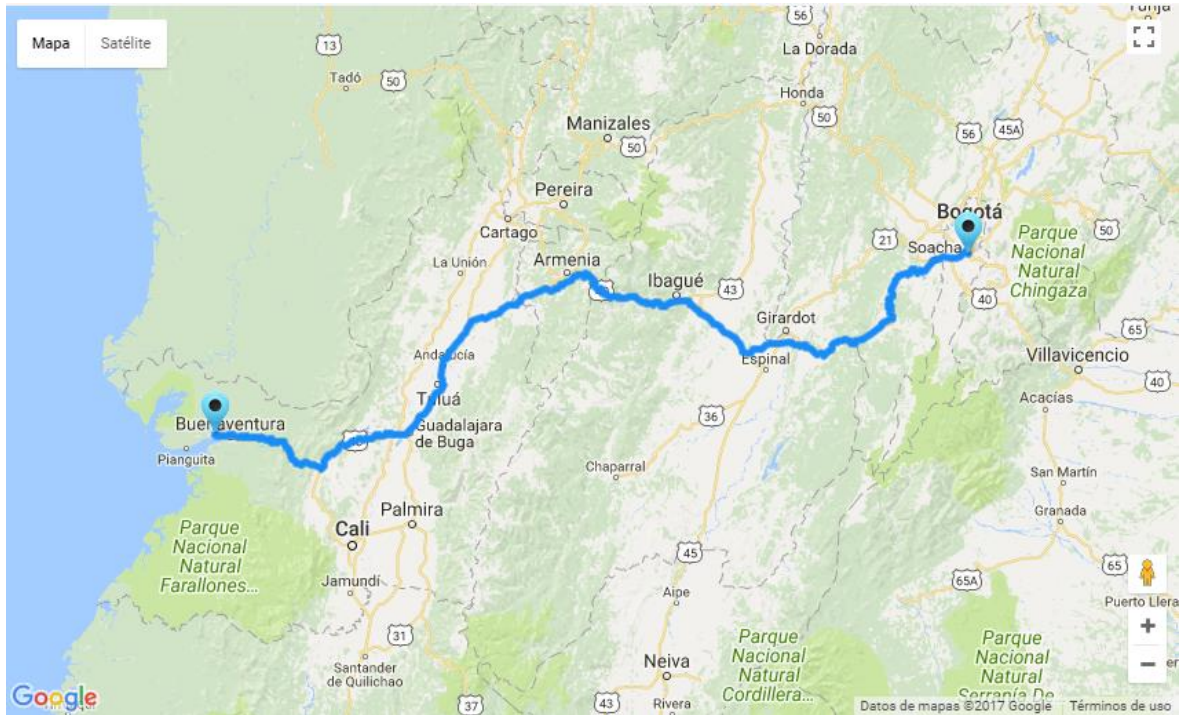 Mapa
Satélite
56
Tunja
13
La Dorada
Tadó
50
Honda
Manizales
50
50
56
45A
Pereira
Bogotá
Cartago
Soacha
21
Parque
Nacional
Natural
Chingaza
50
La Unión
Armenia
Ibagué
43
40
Girardot
65
Andalucía
Espinal
Villavicencio
40
Tuluá
Acacías
Buenaventura
Guadalajara
de Buga
36
Pianguita
Chaparral
San Martín
Palmira
Granada
Cali
Parque
Nacional
Natural
Farallones...
45
65
Jamundí
65A
Aipe
Puerto Llera
31
Parque
Nacional
Natural
Cordillera...
Parque
Nacional
Natural
Serranía De
Santander
de Quilichao
Neiva
Google
37
43
Rivera
Datos de mapas ©2017 Google
Términos de uso